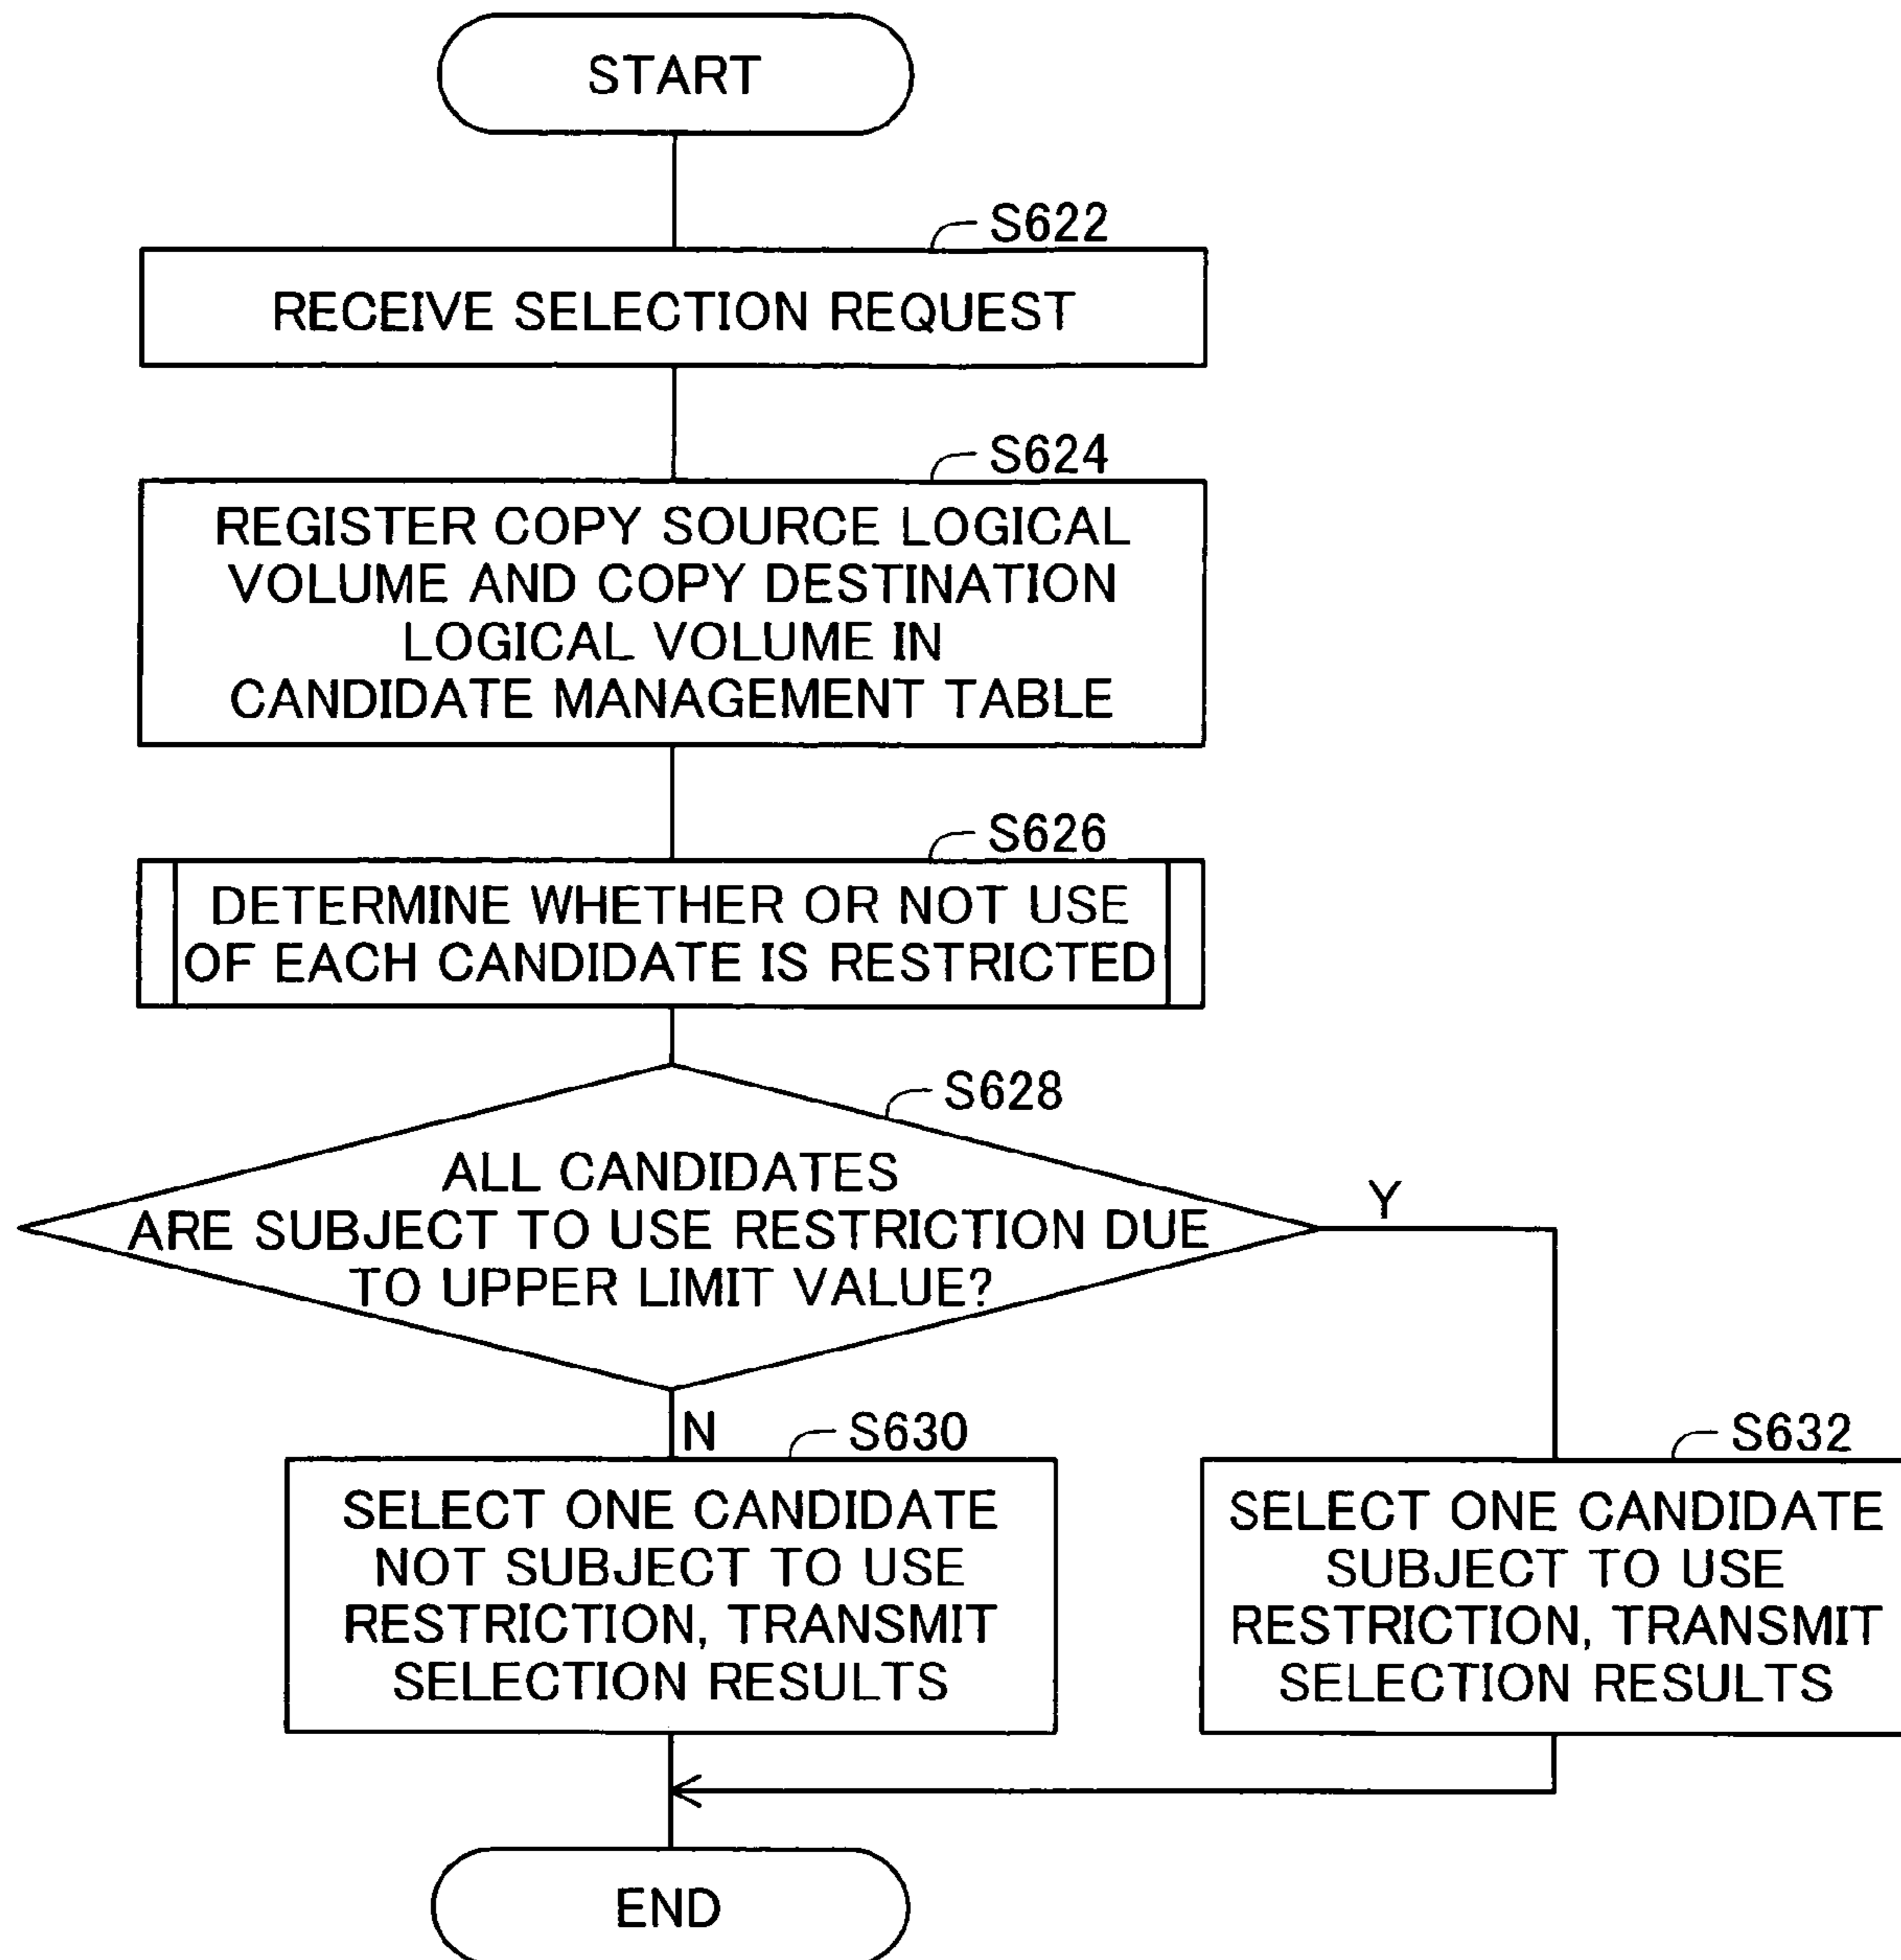 START
S622
RECEIVE SELECTION REQUEST
S624
REGISTER COPY SOURCE LOGICAL
VOLUME AND COPY DESTINATION
LOGICAL VOLUME IN
CANDIDATE MANAGEMENT TABLE
S626
DETERMINE WHETHER OR NOT USE
OF EACH CANDIDATE IS RESTRICTED
S628
ALL CANDIDATES
ARE SUBJECT TO USE RESTRICTION DUE
TO UPPER LIMIT VALUE?
Y
N
S630
SELECT ONE CANDIDATE
NOT SUBJECT TO USE
RESTRICTION, TRANSMIT
SELECTION RESULTS
S632
SELECT ONE CANDIDATE
SUBJECT TO USE
RESTRICTION, TRANSMIT
SELECTION RESULTS
END